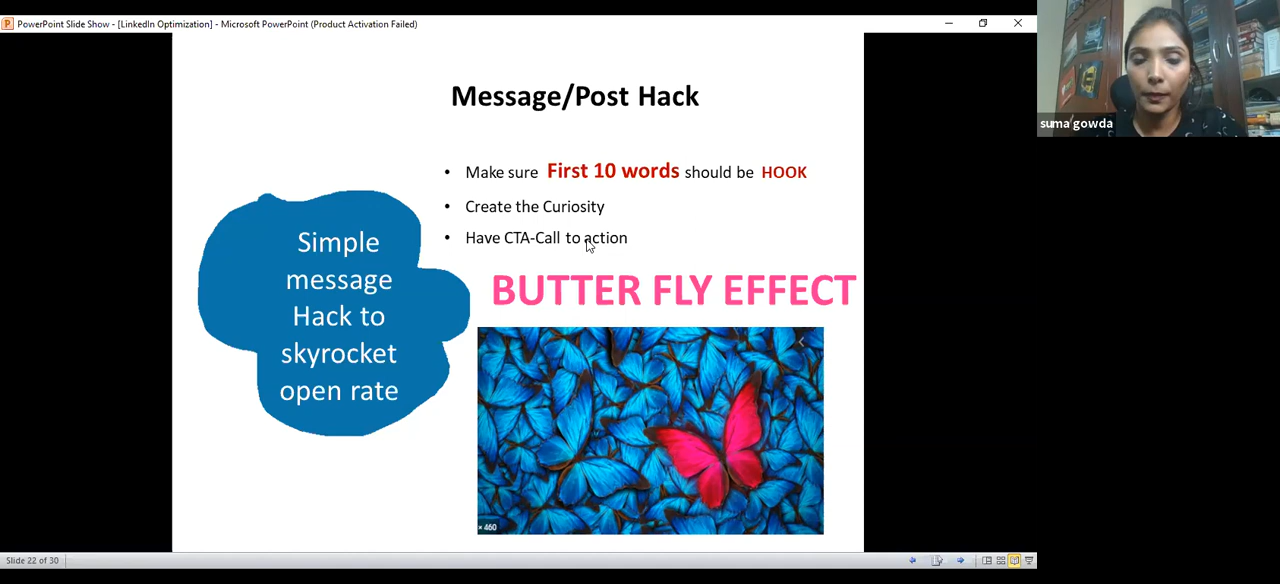 PowerPoint Slide Show - [LinkedIn Optimization] - Microsoft PowerPoint (Product Activation Failed)
suma gowda
Message/Post Hack
• Make sure First 10 words should be HOOK
• Create the Curiosity
• Have CTA-Call to action
Simple
message
Hack to
skyrocket
open rate
BUTTER FLY EFFECT
× 460
Slide 22 of 30